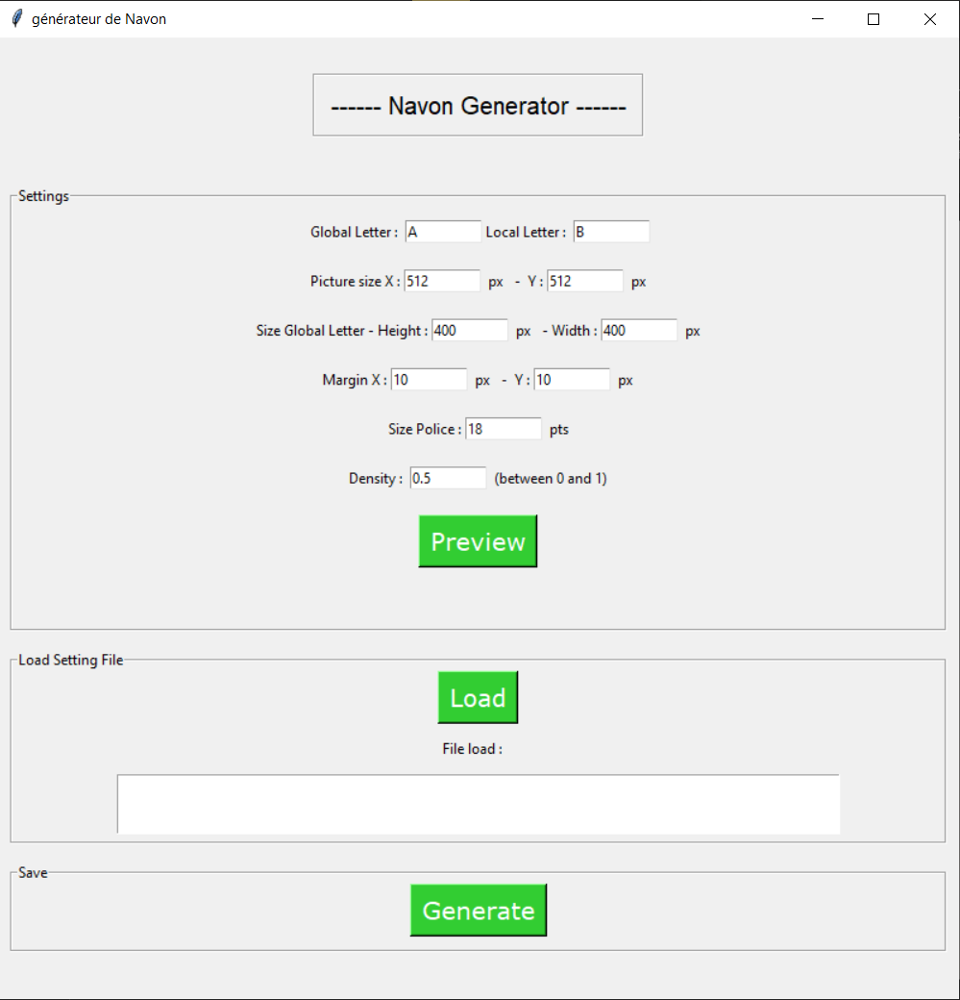 générateur de Navon
------ Navon Generator ------
Settings
Global Letter : A Local Letter : B
Picture size X : 512 px - Y : 512 px
Size Global Letter - Height : 400 px - Width : 400 px
Margin X : 10 px - Y : 10 px
Size Police : 18 pts
Density : 0.5 (between 0 and 1)
Preview
Load Setting File
Load
File load :
Save
Generate